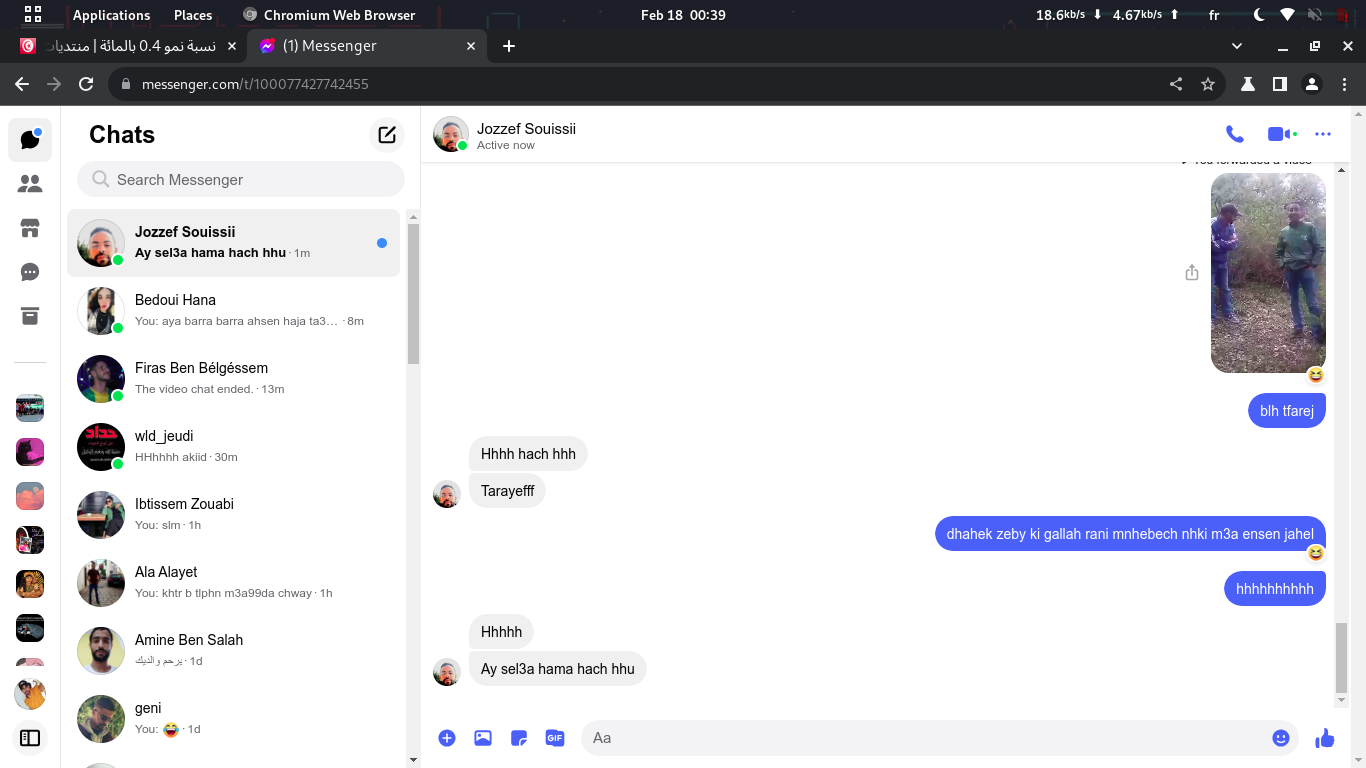 Applications Places Chromium Web Browser Feb 18 00:39 18.6kb/s 4.67kb/s fr
نسبة نمو 0.4 بالمائة | منتديات
(1) Messenger
messenger.com/t/100077427742455
Chats
Search Messenger
Jozzef Souissii
Ay sel3a hama hach hhu · 1m
Bedoui Hana
You: aya barra barra ahsen haja ta3... · 8m
Firas Ben Bélgéssem
The video chat ended. · 13m
wld_jeudi
HHhhhh akiid · 30m
Ibtissem Zouabi
You: slm · 1h
Ala Alayet
You: khtr b tlphn m3a99da chway · 1h
Amine Ben Salah
يرحم والديك · 1d
geni
You: 😂 · 1d
Jozzef Souissii
Active now
You forwarded a video
blh tfarej
Hhhh hach hhh
Tarayefff
dhahek zeby ki gallah rani mnhebech nhki m3a ensen jahel
hhhhhhhhhh
Hhhhh
Ay sel3a hama hach hhu
GIF
Aa